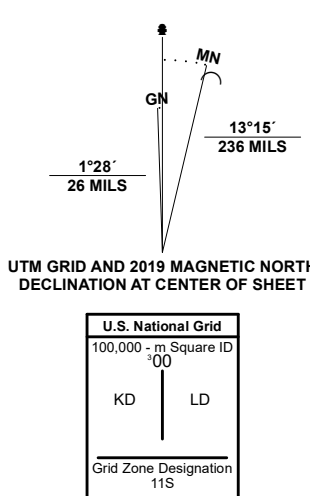 MN
GN
13°15´
236 MILS
1°28´
26 MILS
UTM GRID AND 2019 MAGNETIC NORTH
DECLINATION AT CENTER OF SHEET
U.S. National Grid
100,000 - m Square ID
³00
KD LD
Grid Zone Designation
11S